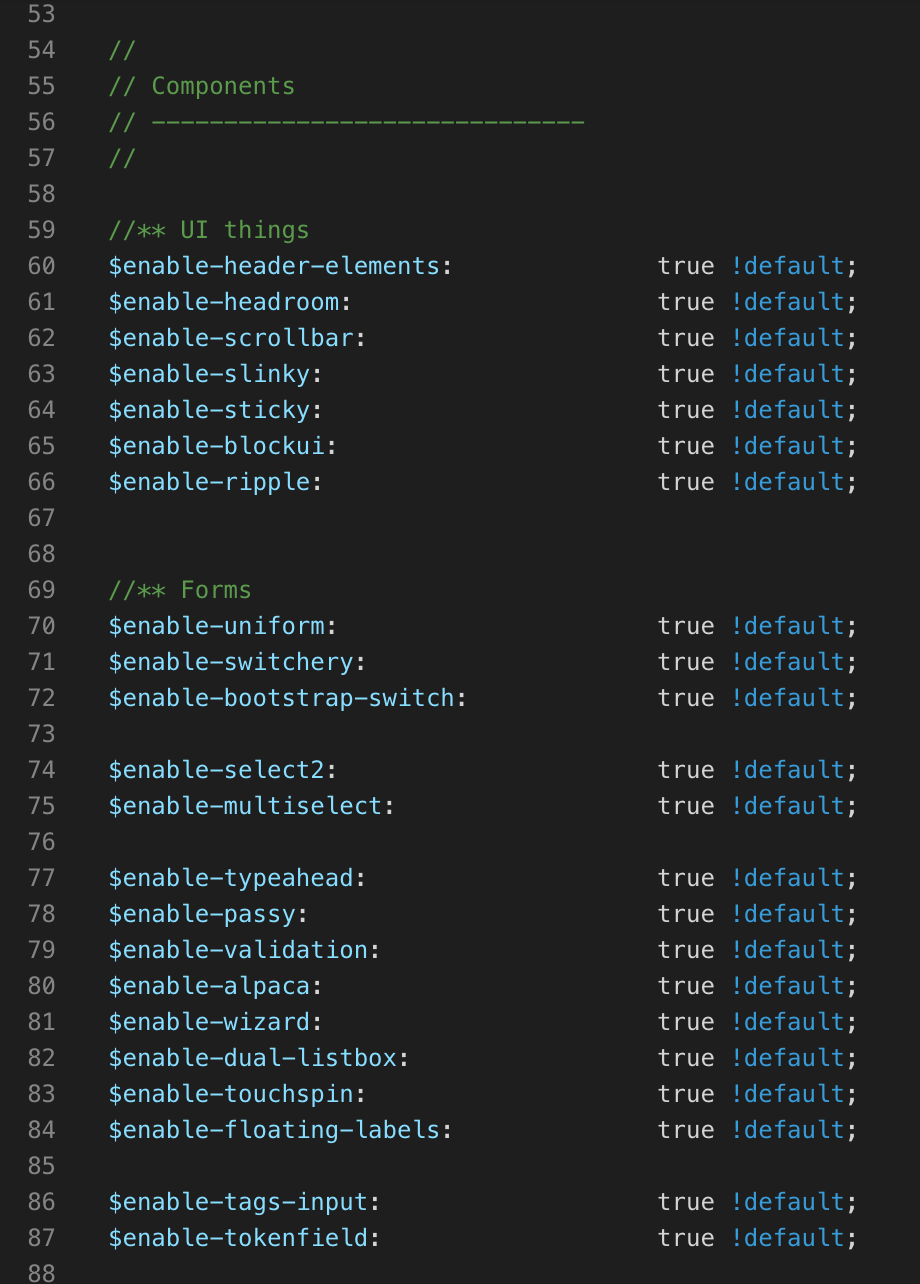 53
54 //
55 // Components
56 // ------------------------------
57 //
58
59 //** UI things
60 $enable-header-elements: true !default;
61 $enable-headroom: true !default;
62 $enable-scrollbar: true !default;
63 $enable-slinky: true !default;
64 $enable-sticky: true !default;
65 $enable-blockui: true !default;
66 $enable-ripple: true !default;
67
68
69 //** Forms
70 $enable-uniform: true !default;
71 $enable-switchery: true !default;
72 $enable-bootstrap-switch: true !default;
73
74 $enable-select2: true !default;
75 $enable-multiselect: true !default;
76
77 $enable-typeahead: true !default;
78 $enable-passy: true !default;
79 $enable-validation: true !default;
80 $enable-alpaca: true !default;
81 $enable-wizard: true !default;
82 $enable-dual-listbox: true !default;
83 $enable-touchspin: true !default;
84 $enable-floating-labels: true !default;
85
86 $enable-tags-input: true !default;
87 $enable-tokenfield: true !default;
88